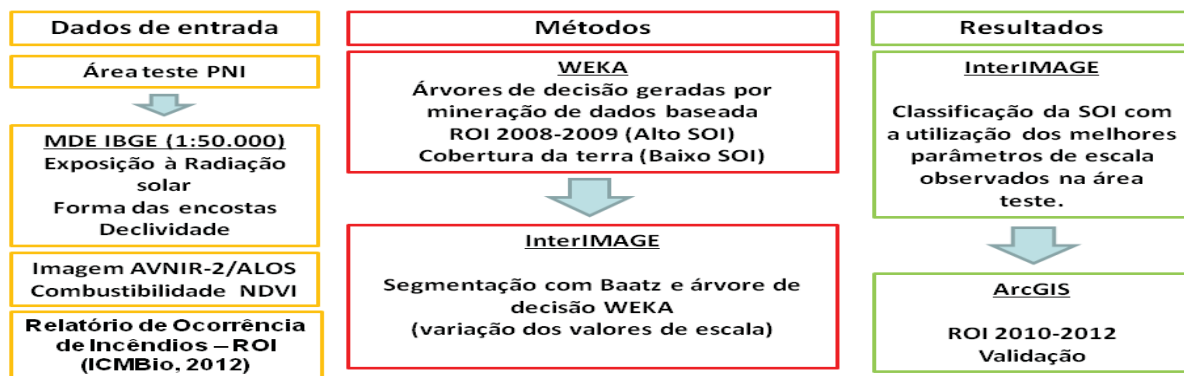 Dados de entrada
Área teste PNI
MDE IBGE (1:50.000)
Exposição à Radiação
solar
Forma das encostas
Declividade
Imagem AVNIR-2/ALOS
Combustibilidade NDVI
Relatório de Ocorrência
de Incêndios – ROI
(ICMBio, 2012)
Métodos
WEKA
Árvores de decisão geradas por
mineração de dados baseada
ROI 2008-2009 (Alto SOI)
Cobertura da terra (Baixo SOI)
InterIMAGE
Segmentação com Baatz e árvore de
decisão WEKA
(variação dos valores de escala)
Resultados
InterIMAGE
Classificação da SOI com
a utilização dos melhores
parâmetros de escala
observados na área
teste.
ArcGIS
ROI 2010-2012
Validação